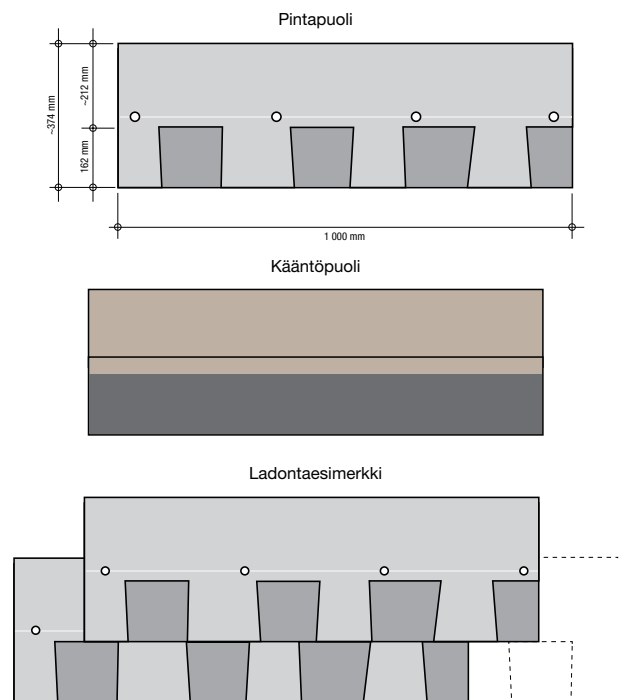 Pintapuoli
~374 mm
~212 mm
162 mm
1 000 mm
Kääntöpuoli
Ladontaesimerkki